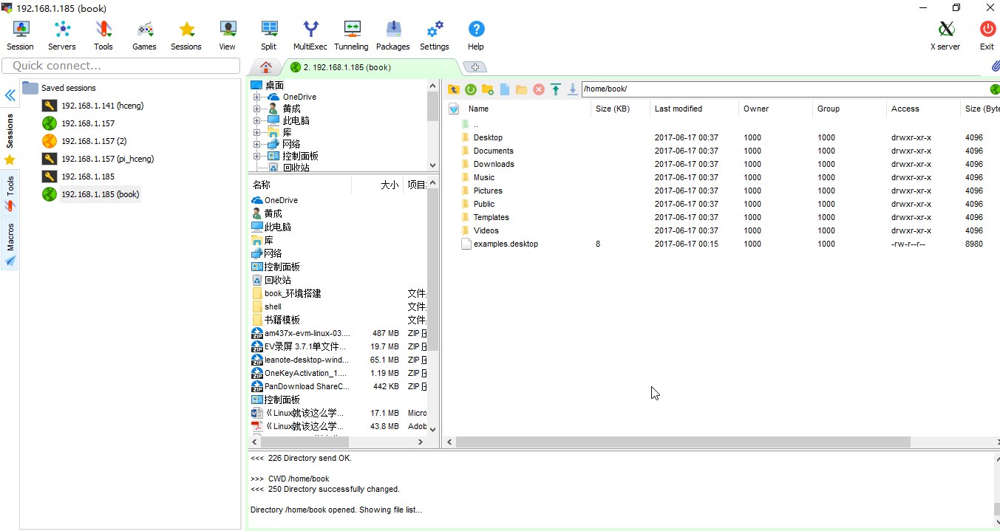 192.168.1.185 (book)
Session Servers Tools Games Sessions View Split MultiExec Tunneling Packages Settings Help X server Exit
Quick connect...
2. 192.168.1.185 (book)
Sessions
Tools
Macros
Saved sessions
192.168.1.141 (hceng)
192.168.1.157
192.168.1.157 (2)
192.168.1.157 (pi_hceng)
192.168.1.185
192.168.1.185 (book)
桌面
OneDrive
黄成
此电脑
库
网络
控制面板
回收站
名称 大小 项目
OneDrive
黄成
此电脑
库
网络
控制面板
回收站
book_环境搭建 文件
shell 文件
书籍模板 文件
am437x-evm-linux-03.... 487 MB ZIP
EV录屏 3.7.1单文件... 19.7 MB ZIP
leanote-desktop-wind... 65.1 MB ZIP
OneKeyActivation_1.... 1.19 MB ZIP
PanDownload ShareC... 442 KB ZIP
控制面板
《Linux就该这么学... 17.1 MB Micro
《Linux就该这么学... 43.8 MB Adob
/home/book/
Name Size (KB) Last modified Owner Group Access Size (Byte
..
Desktop 2017-06-17 00:37 1000 1000 drwxr-xr-x 4096
Documents 2017-06-17 00:37 1000 1000 drwxr-xr-x 4096
Downloads 2017-06-17 00:37 1000 1000 drwxr-xr-x 4096
Music 2017-06-17 00:37 1000 1000 drwxr-xr-x 4096
Pictures 2017-06-17 00:37 1000 1000 drwxr-xr-x 4096
Public 2017-06-17 00:37 1000 1000 drwxr-xr-x 4096
Templates 2017-06-17 00:37 1000 1000 drwxr-xr-x 4096
Videos 2017-06-17 00:37 1000 1000 drwxr-xr-x 4096
examples.desktop 8 2017-06-17 00:15 1000 1000 -rw-r--r-- 8980
<<< 226 Directory send OK.
>>> CWD /home/book
<<< 250 Directory successfully changed.
Directory /home/book opened. Showing file list...